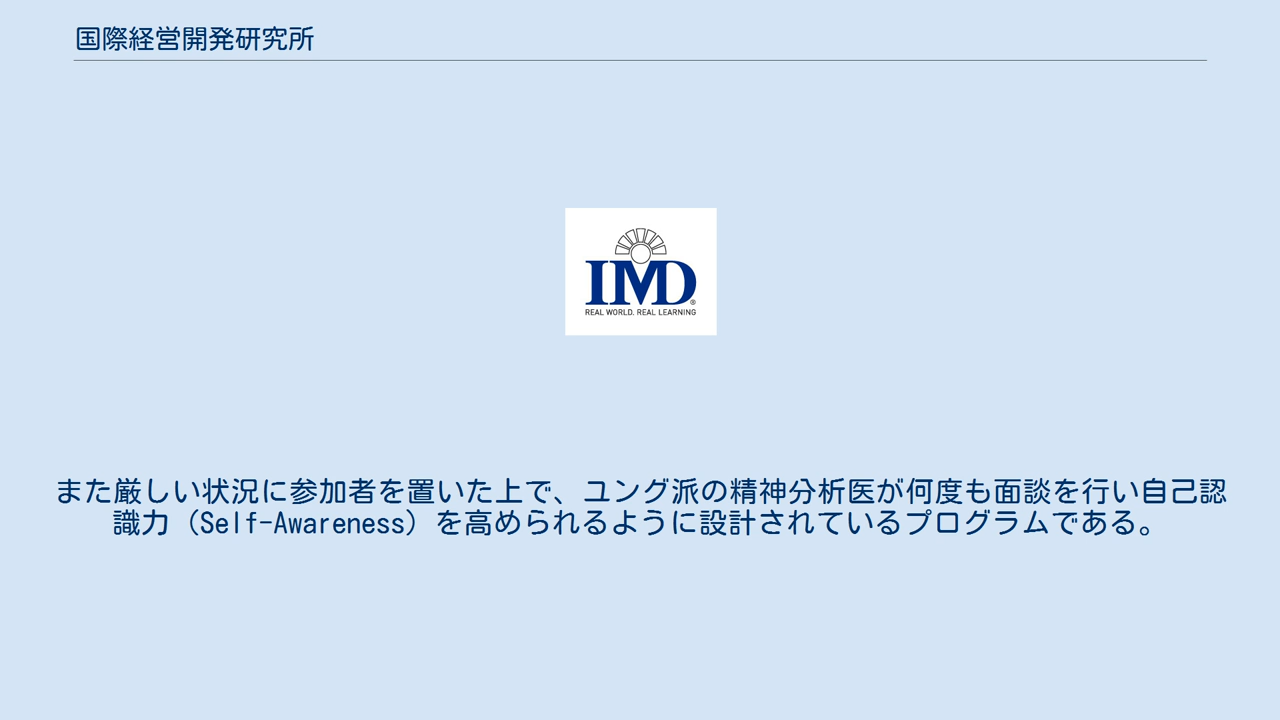 国際経営開発研究所
IMD®
REAL WORLD. REAL LEARNING
また厳しい状況に参加者を置いた上で、ユング派の精神分析医が何度も面談を行い自己認
識力（Self-Awareness）を高められるように設計されているプログラムである。